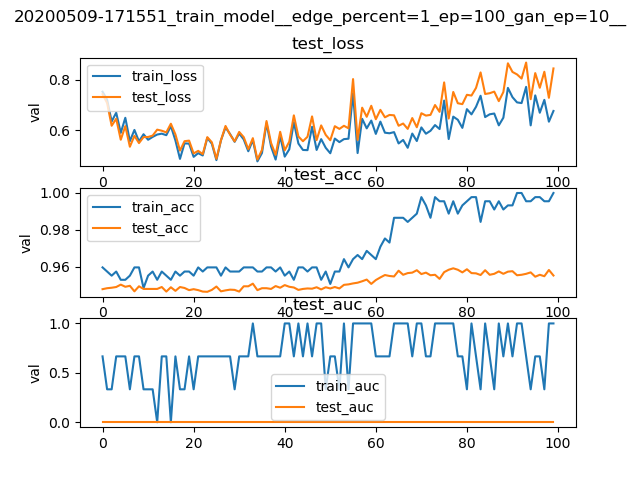 20200509-171551_train_model__edge_percent=1_ep=100_gan_ep=10__
test_loss
train_loss
test_loss
val
0.8
0.6
0 20 40 60 80 100
test_acc
train_acc
test_acc
val
1.00
0.98
0.96
0 20 40 60 80 100
test_auc
train_auc
test_auc
val
1.0
0.5
0.0
0 20 40 60 80 100